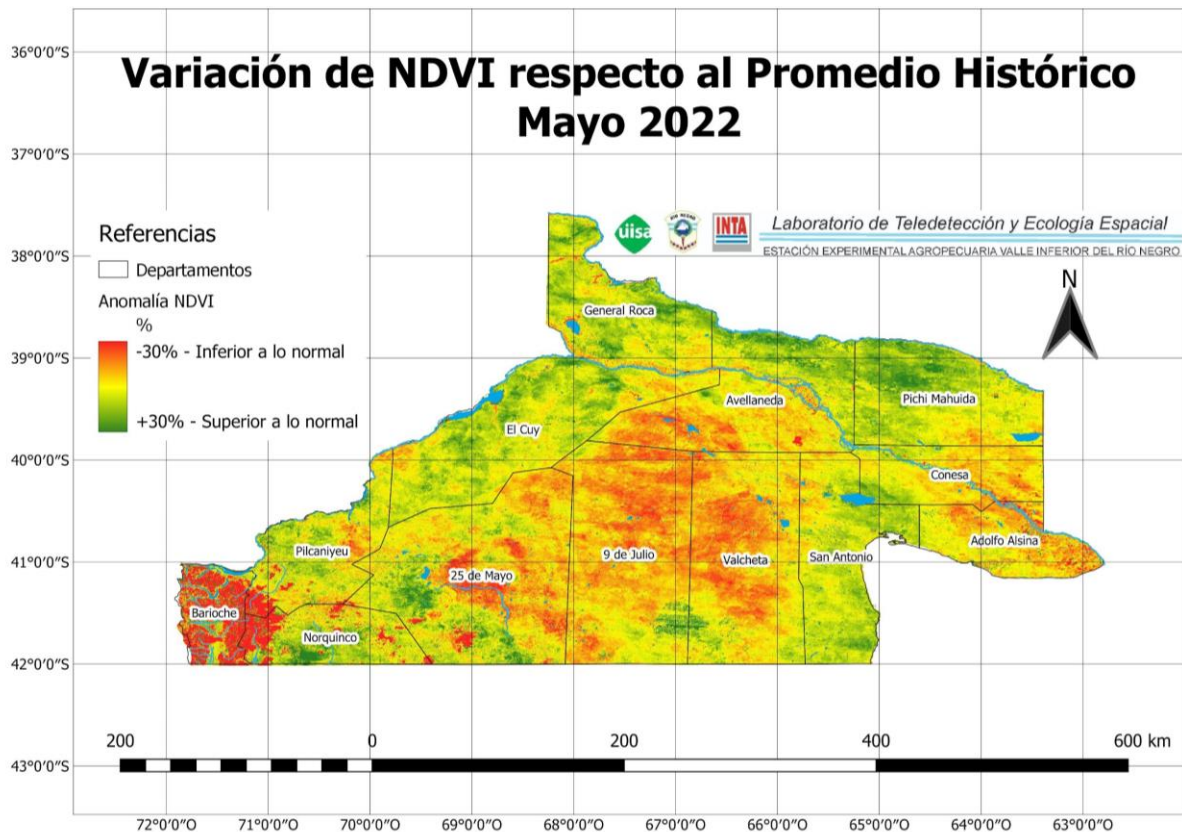 Variación de NDVI respecto al Promedio Histórico
Mayo 2022
36°0'0"S
37°0'0"S
38°0'0"S
39°0'0"S
40°0'0"S
41°0'0"S
42°0'0"S
43°0'0"S
Referencias
Departamentos
Anomalía NDVI
%
-30% - Inferior a lo normal
+30% - Superior a lo normal
uisa
RIO NEGRO
INTA
Laboratorio de Teledetección y Ecología Espacial
ESTACIÓN EXPERIMENTAL AGROPECUARIA VALLE INFERIOR DEL RÍO NEGRO
N
General Roca
Avellaneda
Pichi Mahuida
El Cuy
Conesa
Adolfo Alsina
Pilcaniyeu
25 de Mayo
9 de Julio
Valcheta
San Antonio
Barioche
Norquinco
200 0 200 400 600 km
72°0'0"O 71°0'0"O 70°0'0"O 69°0'0"O 68°0'0"O 67°0'0"O 66°0'0"O 65°0'0"O 64°0'0"O 63°0'0"O